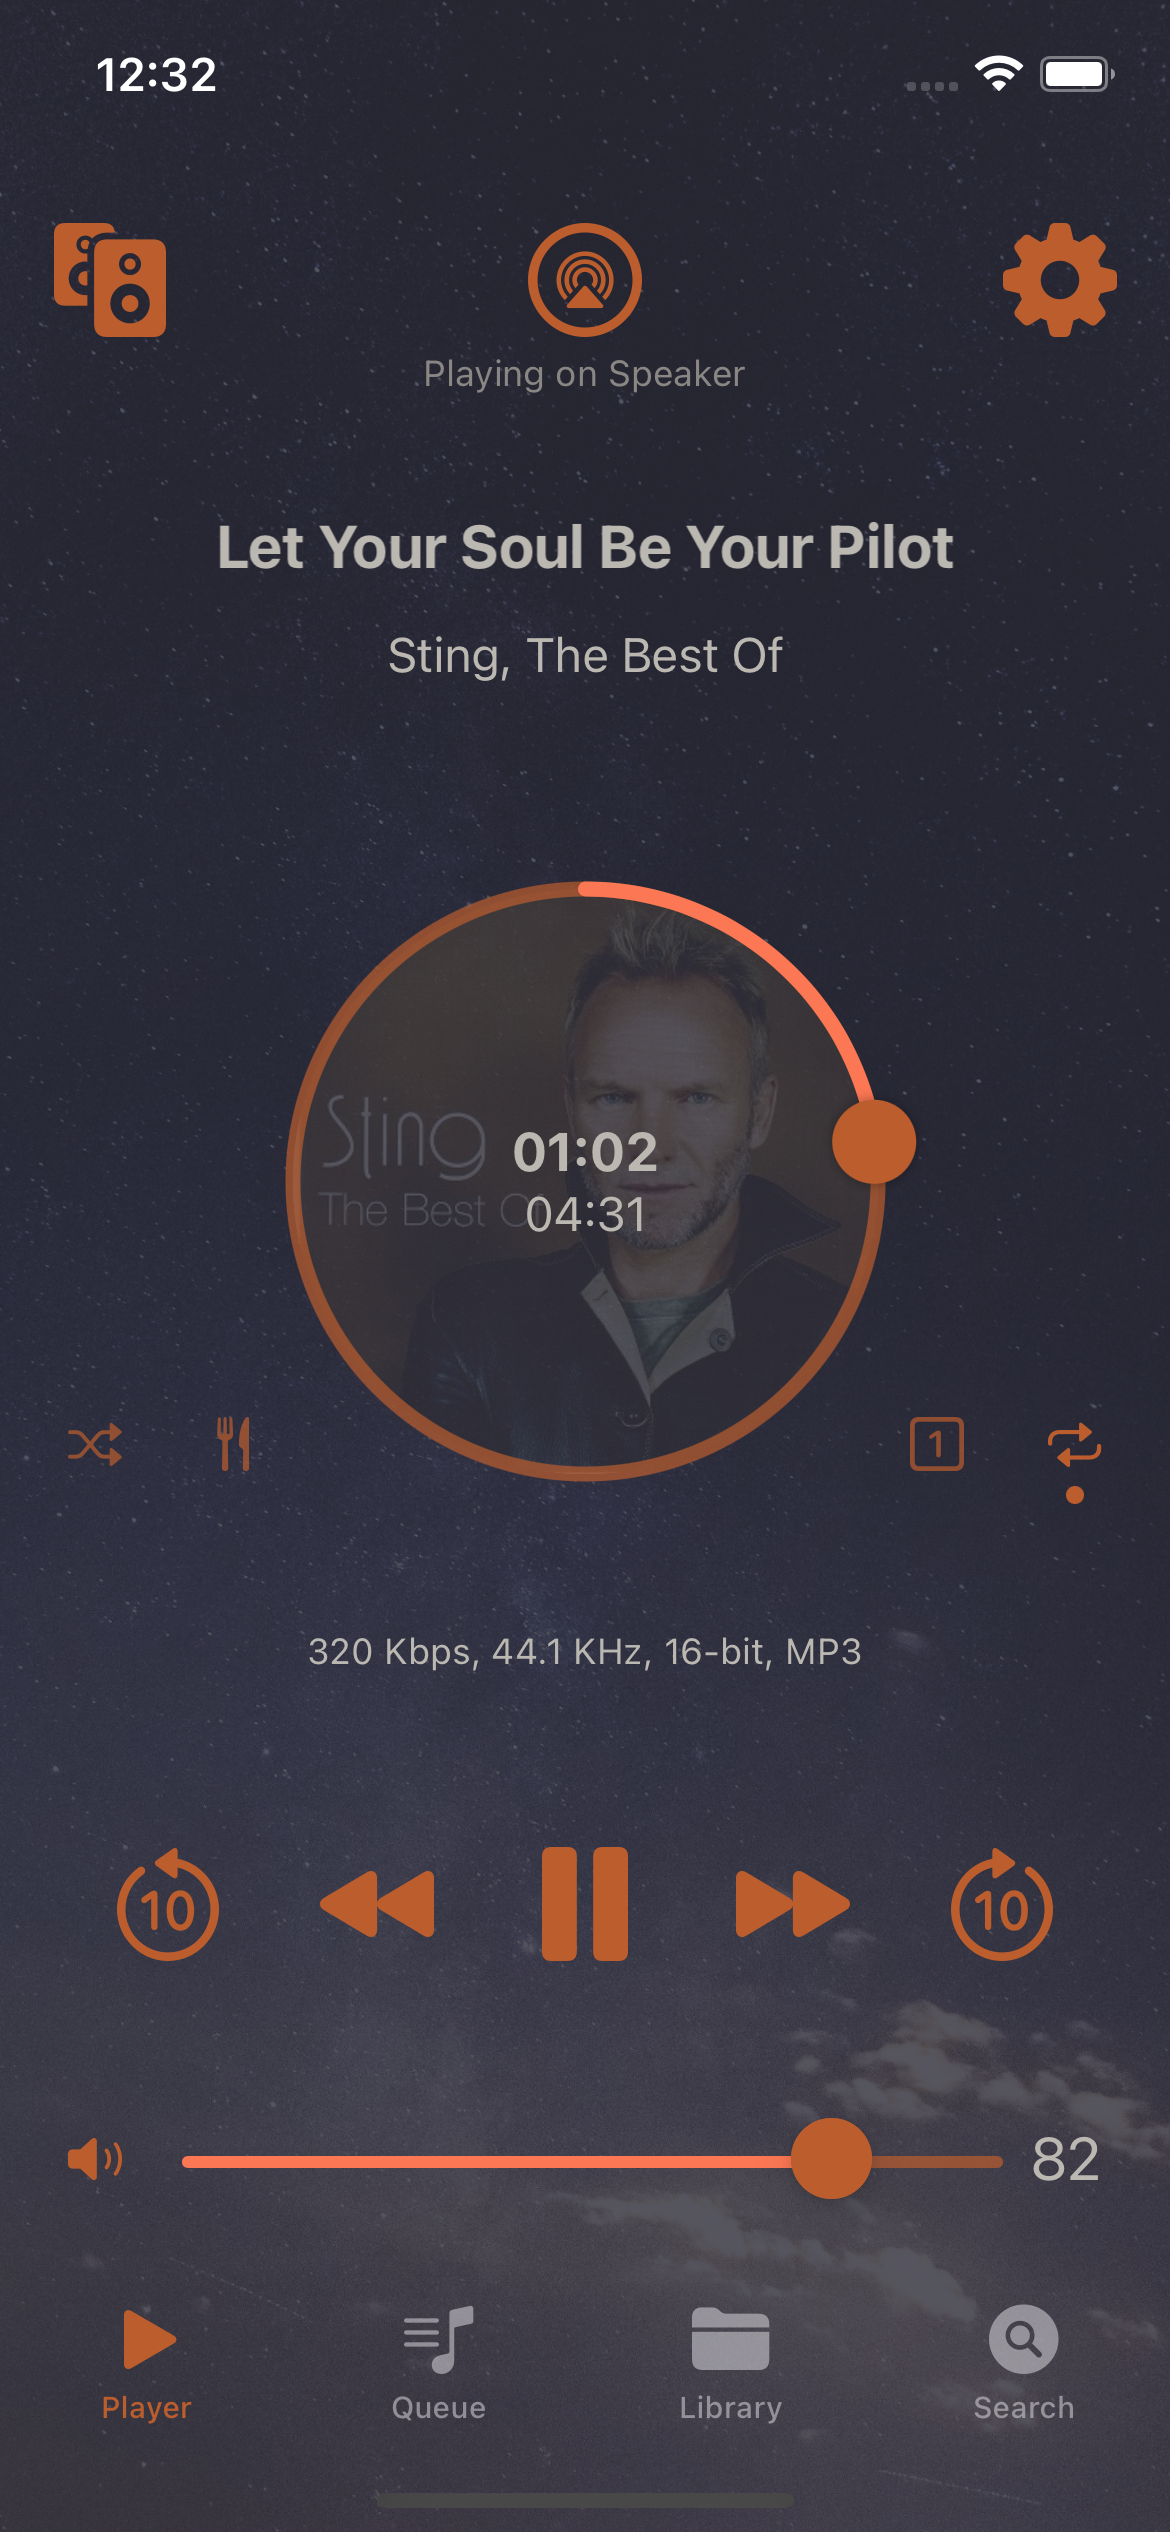 12:32
Playing on Speaker
Let Your Soul Be Your Pilot
Sting, The Best Of
Sting
The Best Of
01:02
04:31
1
320 Kbps, 44.1 KHz, 16-bit, MP3
10
10
82
Player
Queue
Library
Search